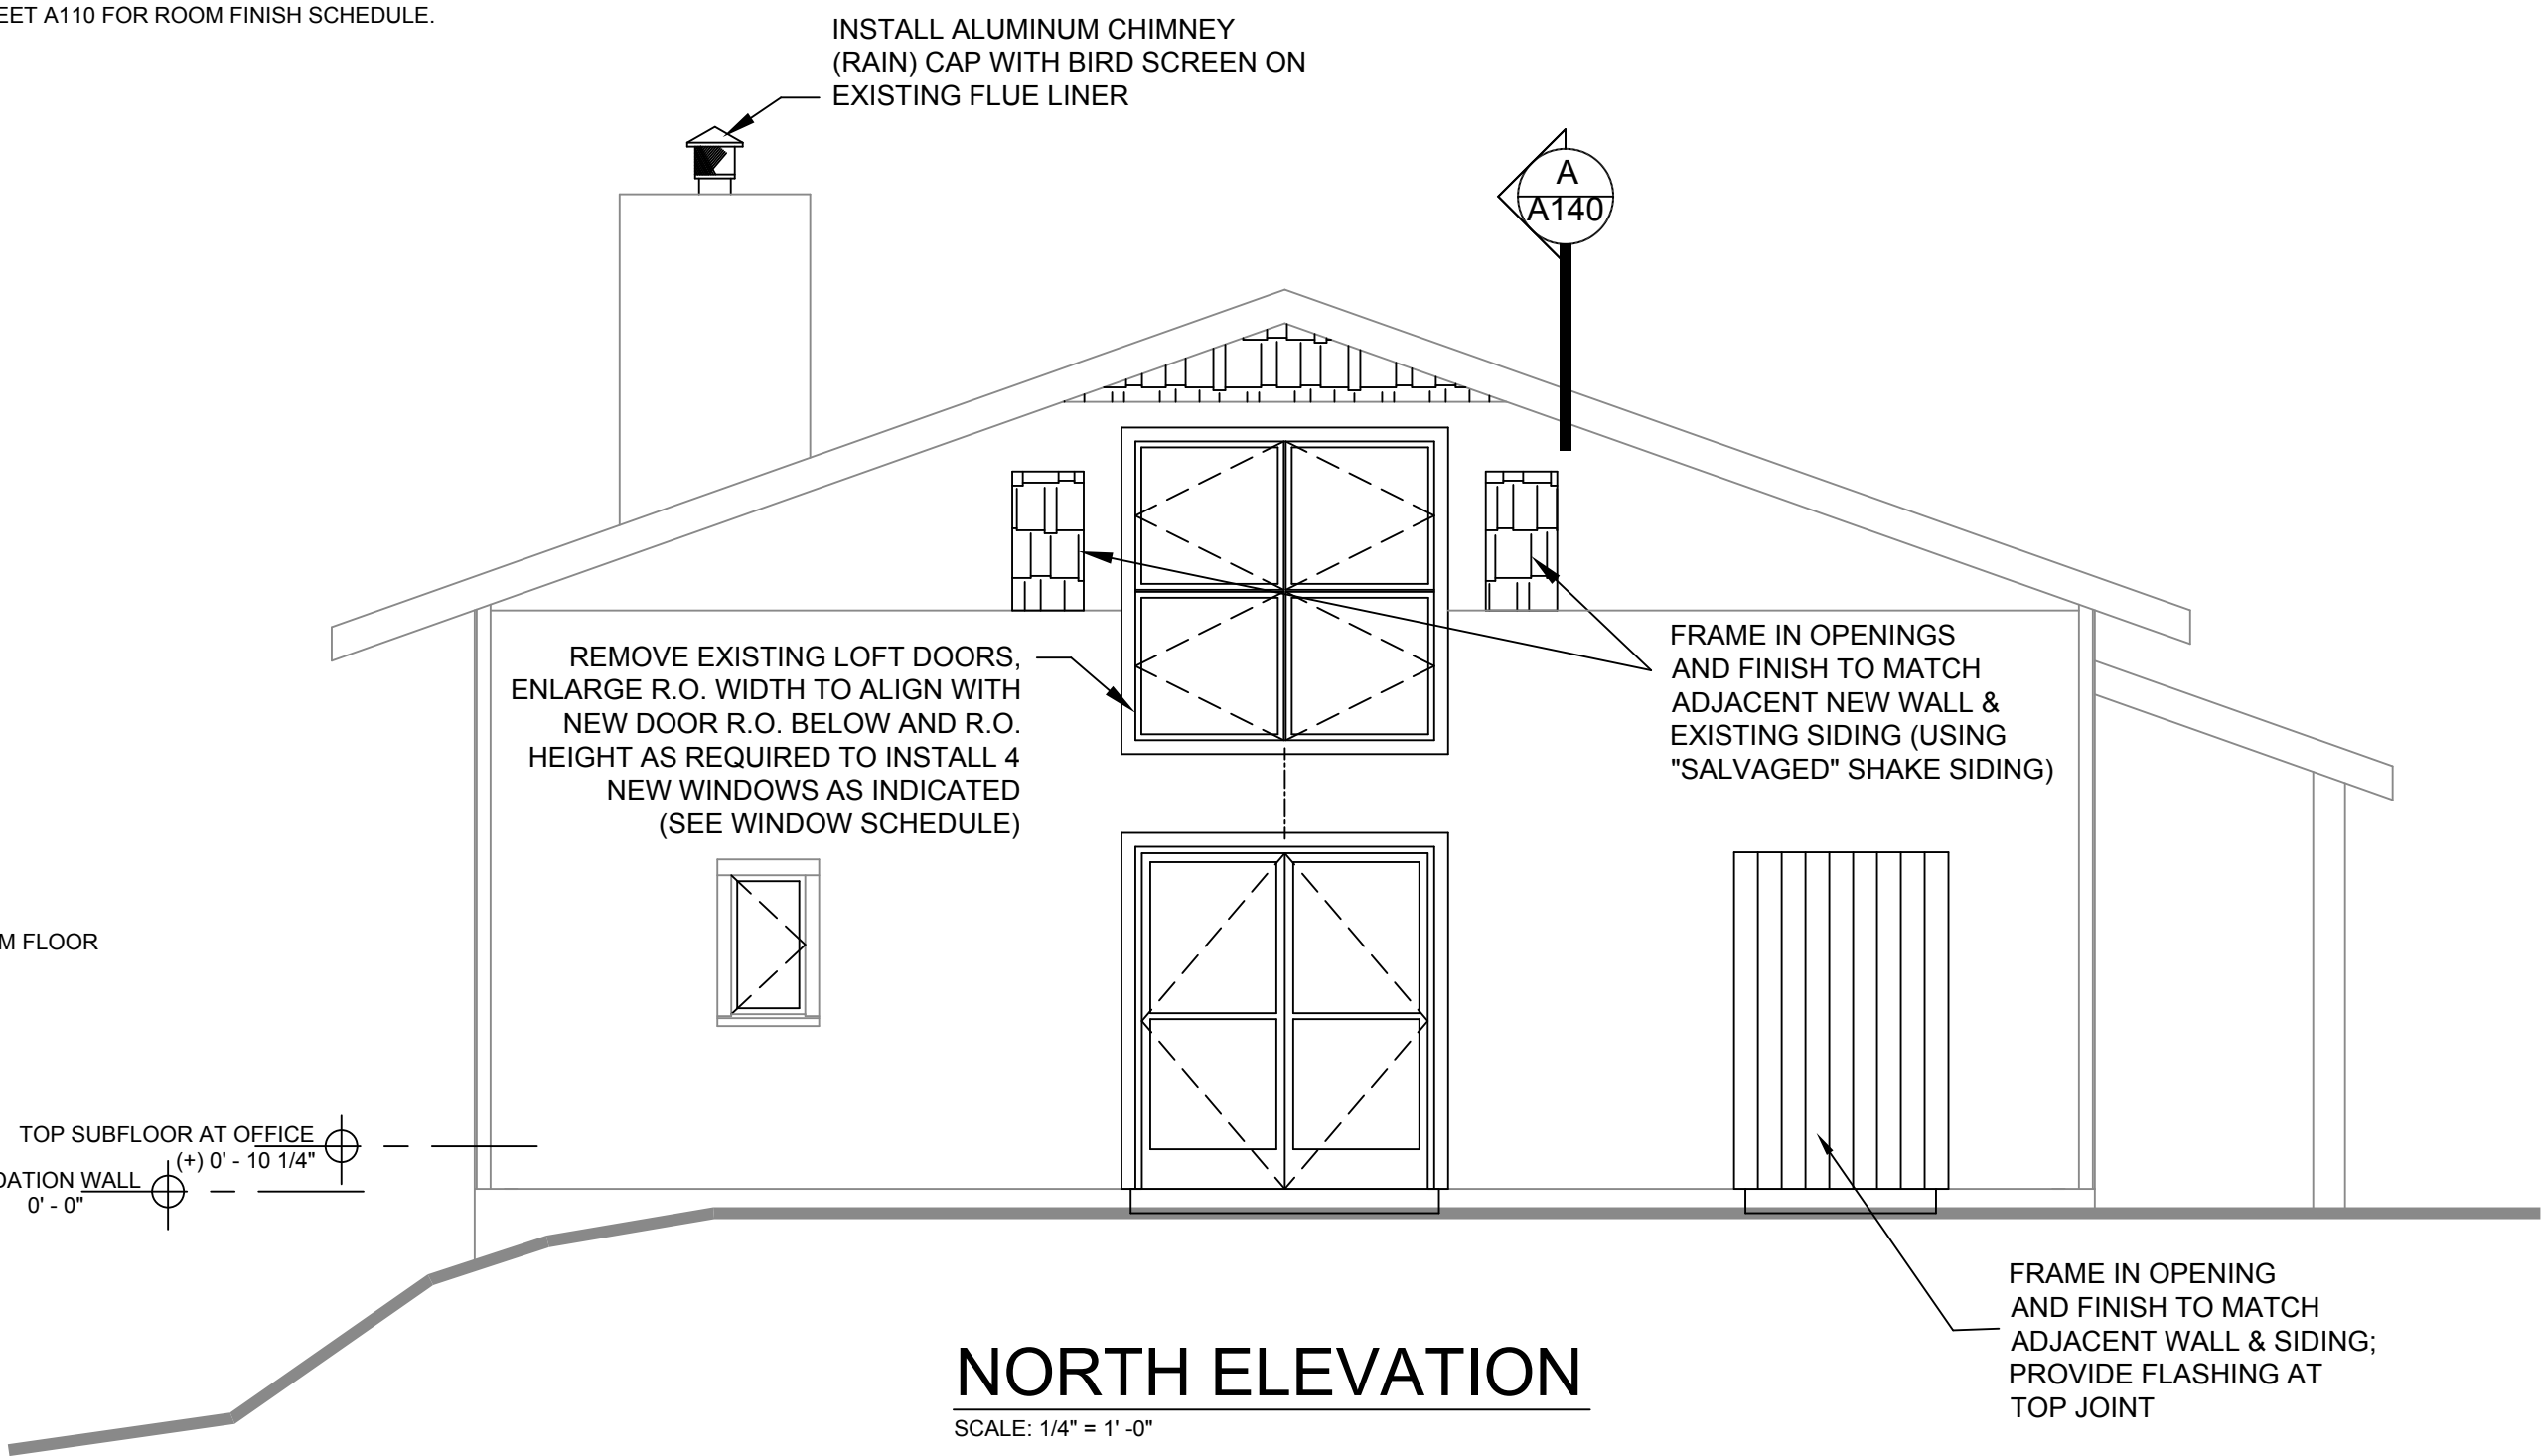 EET A110 FOR ROOM FINISH SCHEDULE.
INSTALL ALUMINUM CHIMNEY
(RAIN) CAP WITH BIRD SCREEN ON
EXISTING FLUE LINER
A
A140
REMOVE EXISTING LOFT DOORS,
ENLARGE R.O. WIDTH TO ALIGN WITH
NEW DOOR R.O. BELOW AND R.O.
HEIGHT AS REQUIRED TO INSTALL 4
NEW WINDOWS AS INDICATED
(SEE WINDOW SCHEDULE)
FRAME IN OPENINGS
AND FINISH TO MATCH
ADJACENT NEW WALL &
EXISTING SIDING (USING
"SALVAGED" SHAKE SIDING)
M FLOOR
TOP SUBFLOOR AT OFFICE
(+) 0' - 10 1/4"
DATION WALL
0' - 0"
FRAME IN OPENING
AND FINISH TO MATCH
ADJACENT WALL & SIDING;
PROVIDE FLASHING AT
TOP JOINT
NORTH ELEVATION
SCALE: 1/4" = 1' -0"